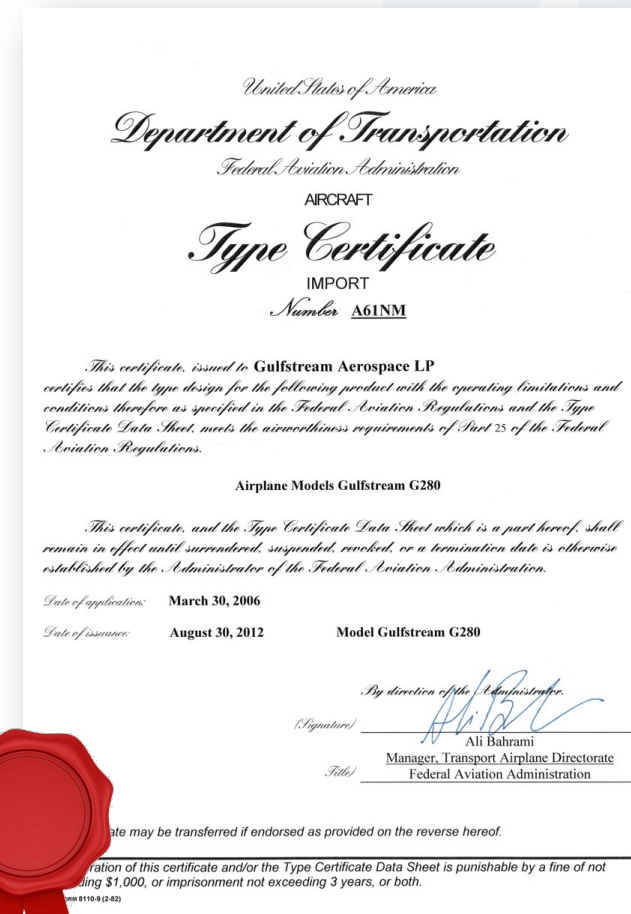 United States of America
Department of Transportation
Federal Aviation Administration
AIRCRAFT
Type Certificate
IMPORT
Number A61NM
This certificate, issued to Gulfstream Aerospace LP
certifies that the type design for the following product with the operating limitations and
conditions therefore as specified in the Federal Aviation Regulations and the Type
Certificate Data Sheet, meets the airworthiness requirements of Part 25 of the Federal
Aviation Regulations.
Airplane Models Gulfstream G280
This certificate, and the Type Certificate Data Sheet which is a part hereof, shall
remain in effect until surrendered, suspended, revoked, or a termination date is otherwise
established by the Administrator of the Federal Aviation Administration.
Date of application: March 30, 2006
Date of issuance: August 30, 2012 Model Gulfstream G280
By direction of the Administrator.
(Signature)
Ali Bahrami
Manager, Transport Airplane Directorate
Title) Federal Aviation Administration
may be transferred if endorsed as provided on the reverse hereof.
of this certificate and/or the Type Certificate Data Sheet is punishable by a fine of not
$1,000, or imprisonment not exceeding 3 years, or both.
8110-9 (2-82)